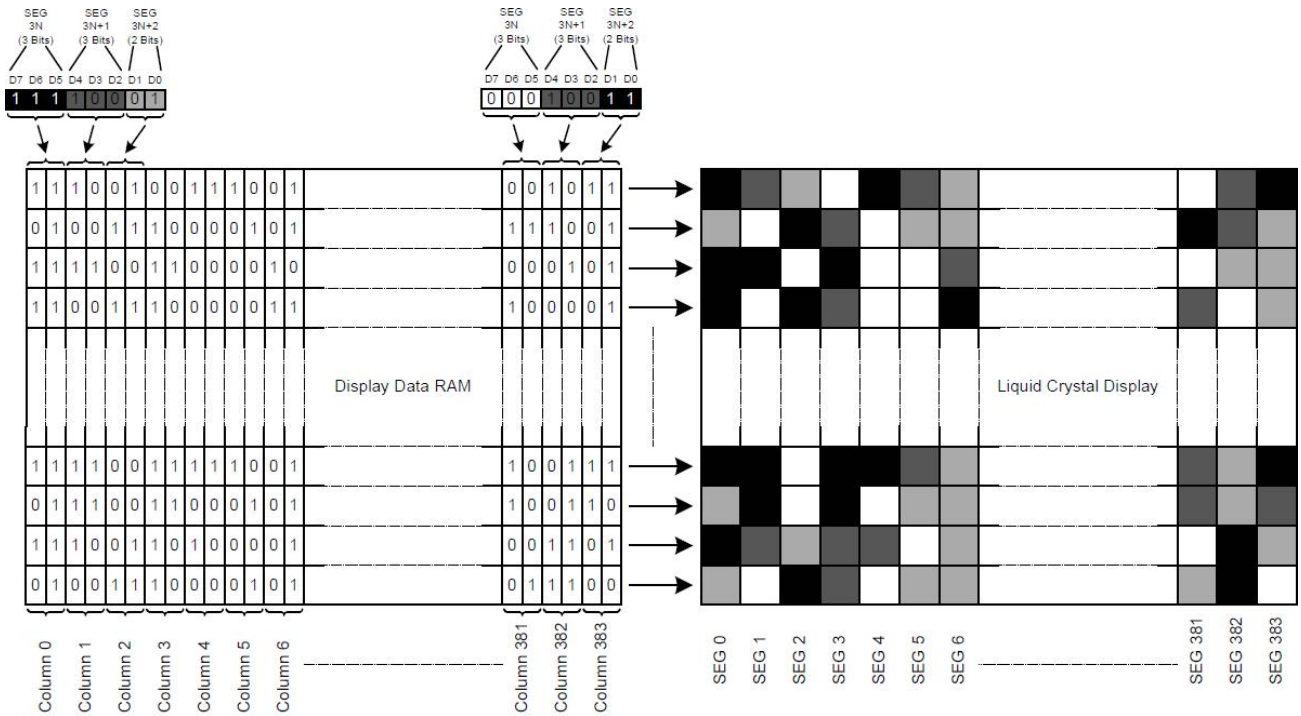 SEG SEG SEG SEG SEG SEG
3N 3N+1 3N+2 3N 3N+1 3N+2
(3 Bits) (3 Bits) (2 Bits) (3 Bits) (3 Bits) (2 Bits)
D7 D6 D5 D4 D3 D2 D1 D0 D7 D6 D5 D4 D3 D2 D1 D0
1 1 1 1 0 0 0 1 0 0 0 1 0 0 1 1
1 1 1 0 0 1 0 0 1 1 1 0 0 1 0 0 1 0 1 1
0 1 0 0 1 1 1 0 0 0 0 1 0 1 1 1 1 0 0 1
1 1 1 1 0 0 1 1 0 0 0 0 1 0 0 0 0 1 0 1
1 1 0 0 1 1 1 0 0 0 0 0 1 1 1 0 0 0 0 1
Display Data RAM Liquid Crystal Display
1 1 1 1 0 0 1 1 1 1 1 0 0 1 1 0 0 1 1 1
0 1 1 1 0 0 1 1 0 0 0 1 0 1 1 0 0 1 1 0
1 1 1 0 0 1 1 0 1 0 0 0 0 1 0 0 1 1 0 1
0 1 0 0 1 1 1 0 0 0 0 1 0 1 0 1 1 1 0 0
Column 0
Column 1
Column 2
Column 3
Column 4
Column 5
Column 6
Column 381
Column 382
Column 383
SEG 0
SEG 1
SEG 2
SEG 3
SEG 4
SEG 5
SEG 6
SEG 381
SEG 382
SEG 383